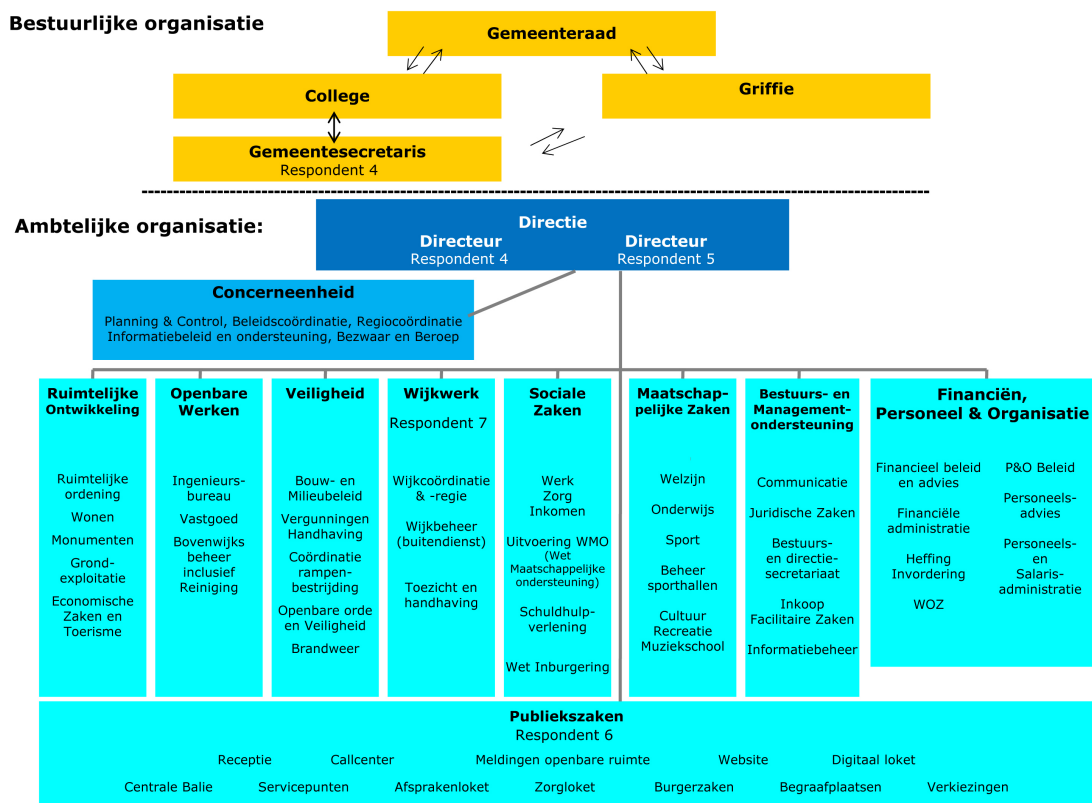 Bestuurlijke organisatie
Gemeenteraad
College
Griffie
Gemeentesecretaris
Respondent 4
Ambtelijke organisatie:
Directie
Directeur
Respondent 4
Directeur
Respondent 5
Concerneenheid
Planning & Control, Beleidscoördinatie, Regiocoördinatie
Informatiebeleid en ondersteuning, Bezwaar en Beroep
Ruimtelijke
Ontwikkeling
Ruimtelijke
ordening
Wonen
Monumenten
Grond-
exploitatie
Economische
Zaken en
Toerisme
Openbare
Werken
Ingenieurs-
bureau
Vastgoed
Bovenwijks
beheer
inclusief
Reiniging
Veiligheid
Bouw- en
Milieubeleid
Vergunningen
Handhaving
Coördinatie
rampen-
bestrijding
Openbare orde
en Veiligheid
Brandweer
Wijkwerk
Respondent 7
Wijkcoördinatie
& -regie
Wijkbeheer
(buitendienst)
Toezicht en
handhaving
Sociale
Zaken
Werk
Zorg
Inkomen
Uitvoering WMO
(Wet
Maatschappelijke
ondersteuning)
Schuldhulp-
verlening
Wet Inburgering
Maatschap-
pelijke Zaken
Welzijn
Onderwijs
Sport
Beheer
sporthallen
Cultuur
Recreatie
Muziekschool
Bestuurs- en
Management-
ondersteuning
Communicatie
Juridische Zaken
Bestuurs-
en directie-
secretariaat
Inkoop
Facilitaire Zaken
Informatiebeheer
Financiën,
Personeel & Organisatie
Financieel beleid
en advies
Financiële
administratie
Heffing
Invordering
WOZ
P&O Beleid
Personeels-
advies
Personeels-
en
Salaris-
administratie
Publiekszaken
Respondent 6
Receptie Callcenter Meldingen openbare ruimte Website Digitaal loket
Centrale Balie Servicepunten Afsprakenloket Zorgloket Burgerzaken Begraafplaatsen Verkiezingen